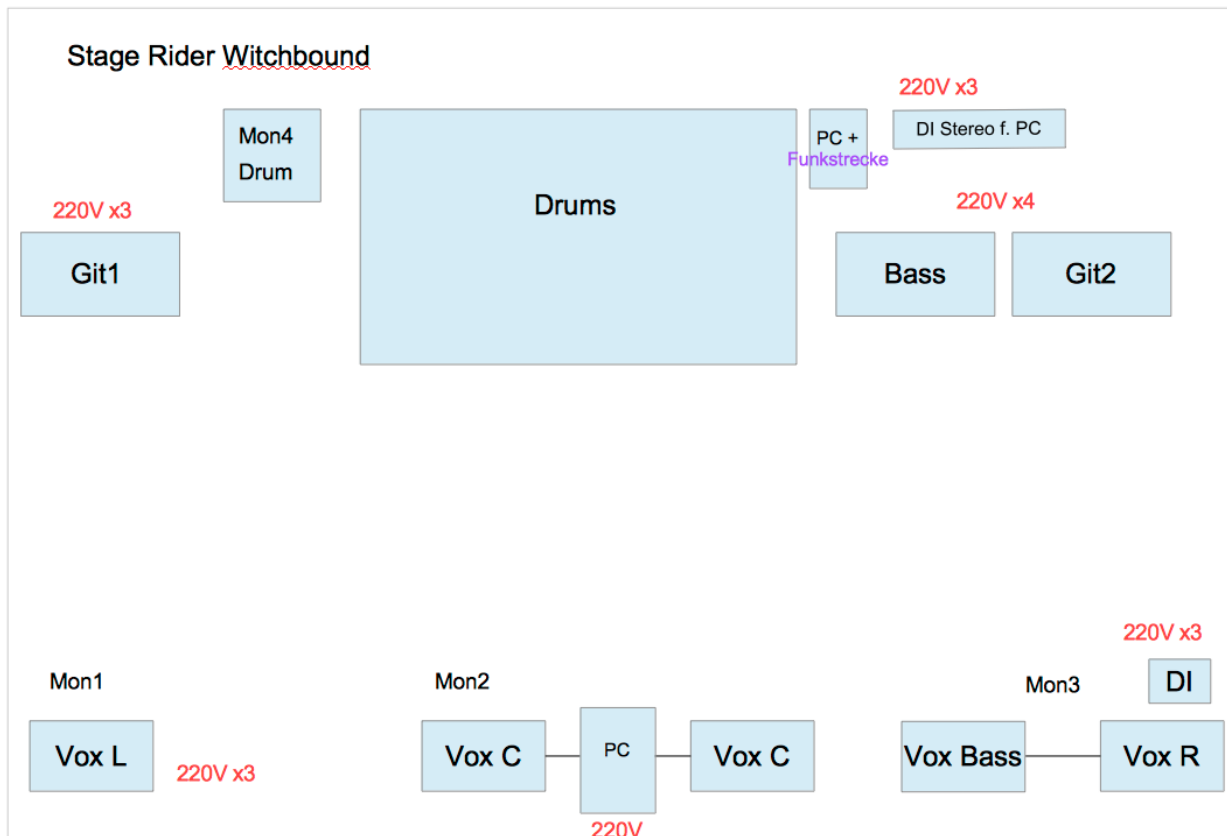 Stage Rider Witchbound
220V x3
Mon4
Drum
Drums
PC +
Funkstrecke
DI Stereo f. PC
220V x3
220V x4
Git1
Bass
Git2
220V x3
Mon1
Mon2
Mon3
DI
Vox L
220V x3
Vox C
PC
Vox C
Vox Bass
Vox R
220V